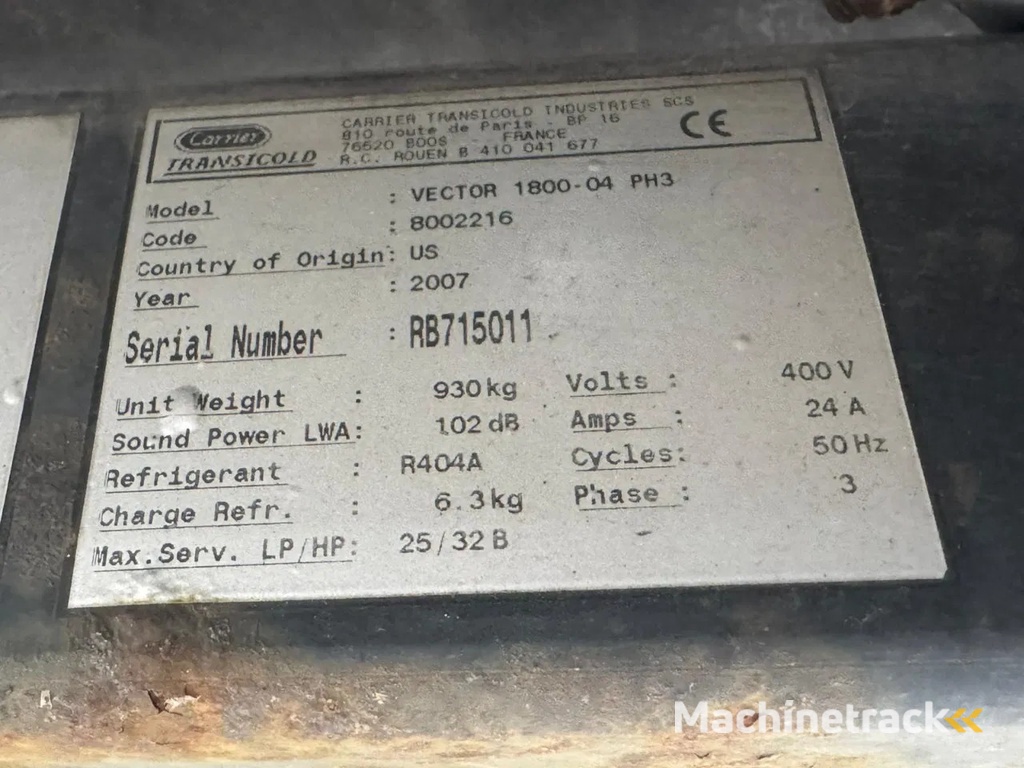 Carrier
TRANSICOLD
CARRIER TRANSICOLD INDUSTRIES SCS
810 route de Paris - BP 16
76520 BOOS - FRANCE
R.C. ROUEN B 410 041 677
CE
Model : VECTOR 1800-04 PH3
Code : 8002216
Country of Origin: US
Year : 2007
Serial Number : RB715011
Unit Weight : 930kg Volts : 400 V
Sound Power LWA: 102 dB Amps : 24 A
Refrigerant : R404A Cycles: 50 Hz
Charge Refr. : 6.3kg Phase : 3
Max.Serv. LP/HP: 25/32 B
Machinetrack